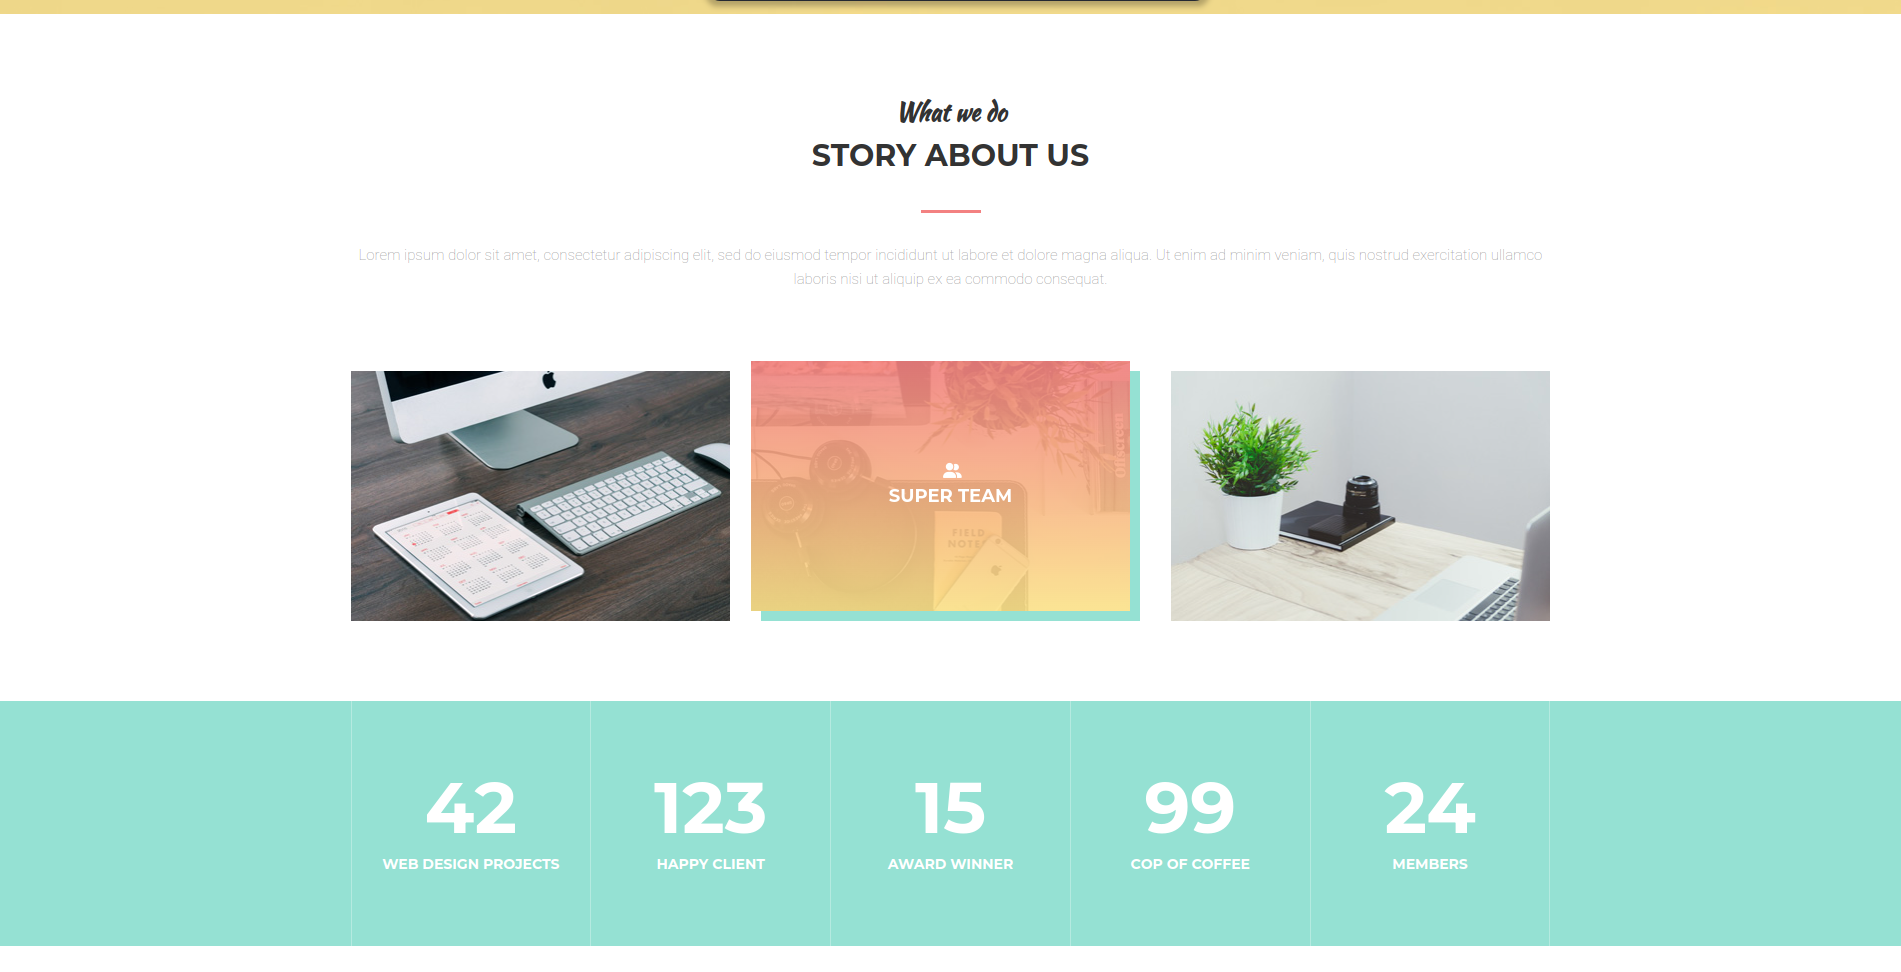 What we do
STORY ABOUT US
Lorem ipsum dolor sit amet, consectetur adipiscing elit, sed do eiusmod tempor incididunt ut labore et dolore magna aliqua. Ut enim ad minim veniam, quis nostrud exercitation ullamco
laboris nisi ut aliquip ex ea commodo consequat.
Offscreen
SUPER TEAM
FIELD
NOTES
42
123
15
99
24
WEB DESIGN PROJECTS
HAPPY CLIENT
AWARD WINNER
COP OF COFFEE
MEMBERS